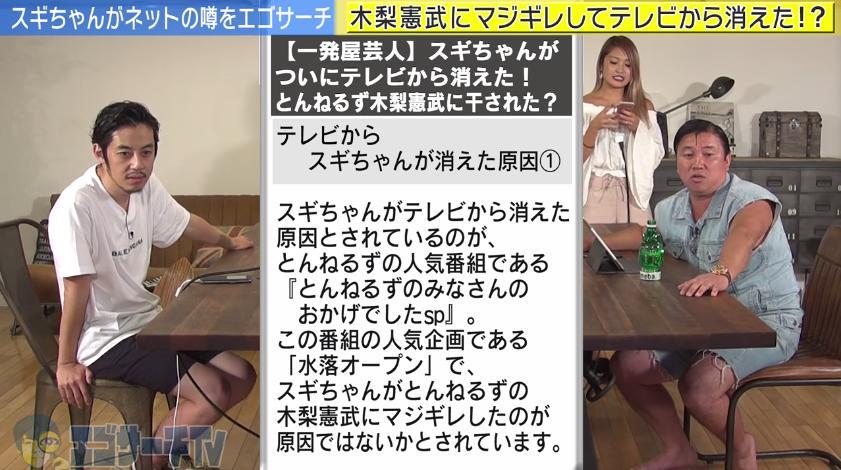 スギちゃんがネットの噂をエゴサーチ
木梨憲武にマジギレしてテレビから消えた!?
【一発屋芸人】スギちゃんが
ついにテレビから消えた！
とんねるず木梨憲武に干された？
テレビから
スギちゃんが消えた原因①
スギちゃんがテレビから消えた
原因とされているのが、
とんねるずの人気番組である
『とんねるずのみなさんの
おかげでしたsp』。
この番組の人気企画である
「水落オープン」で、
スギちゃんがとんねるずの
木梨憲武にマジギレしたのが
原因ではないかとされています。
エゴサーチTV